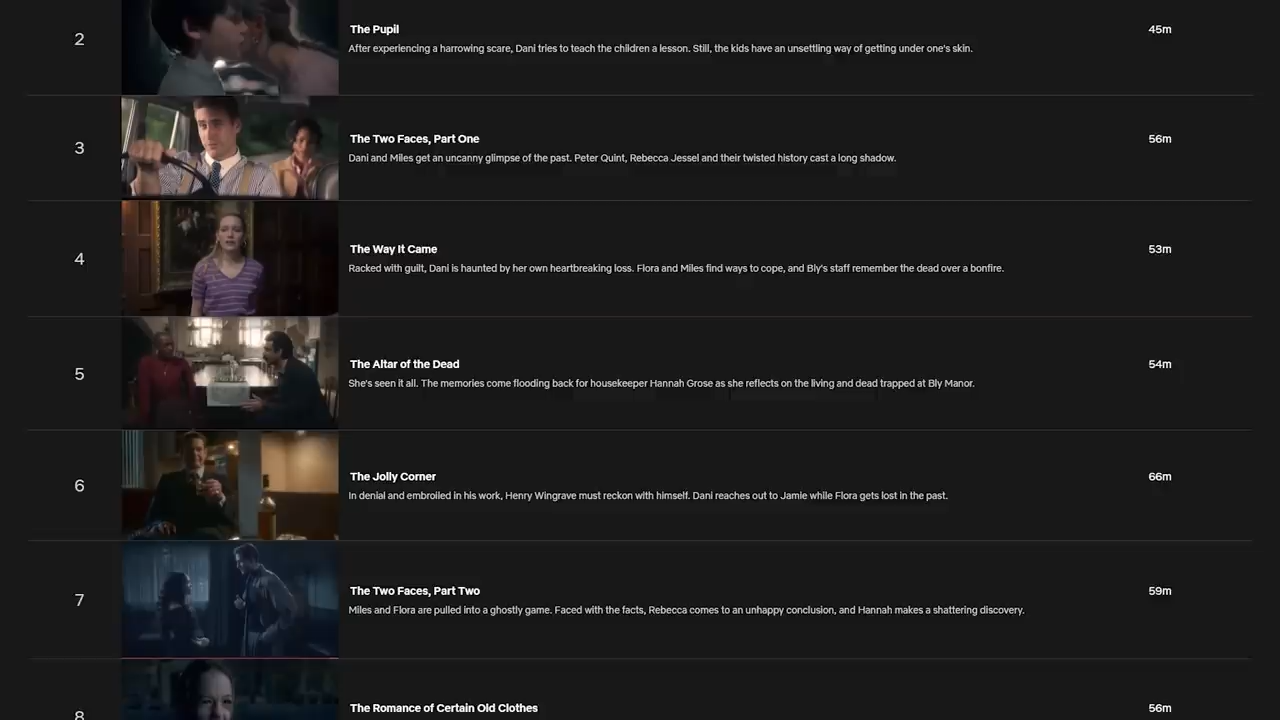 2
The Pupil
45m
After experiencing a harrowing scare, Dani tries to teach the children a lesson. Still, the kids have an unsettling way of getting under one's skin.
3
The Two Faces, Part One
56m
Dani and Miles get an uncanny glimpse of the past. Peter Quint, Rebecca Jessel and their twisted history cast a long shadow.
4
The Way It Came
53m
Racked with guilt, Dani is haunted by her own heartbreaking loss. Flora and Miles find ways to cope, and Bly's staff remember the dead over a bonfire.
5
The Altar of the Dead
54m
She's seen it all. The memories come flooding back for housekeeper Hannah Grose as she reflects on the living and dead trapped at Bly Manor.
6
The Jolly Corner
66m
In denial and embroiled in his work, Henry Wingrave must reckon with himself. Dani reaches out to Jamie while Flora gets lost in the past.
7
The Two Faces, Part Two
59m
Miles and Flora are pulled into a ghostly game. Faced with the facts, Rebecca comes to an unhappy conclusion, and Hannah makes a shattering discovery.
8
The Romance of Certain Old Clothes
56m